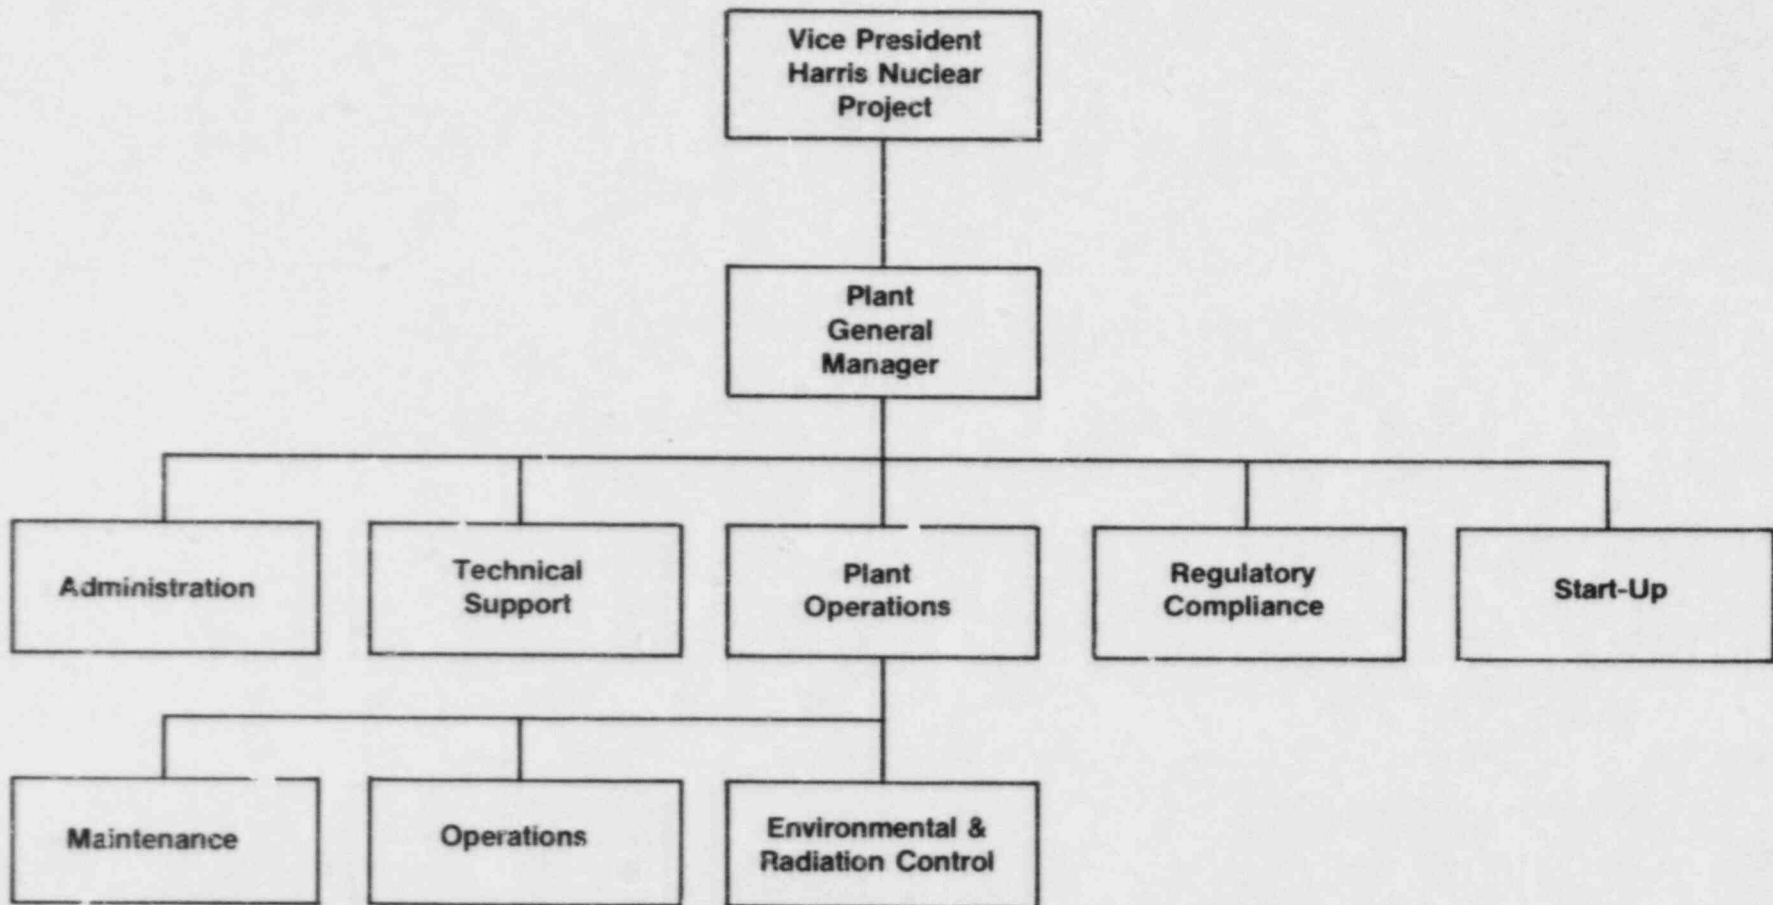 Vice President
Harris Nuclear
Project
Plant
General
Manager
Administration
Technical
Support
Plant
Operations
Regulatory
Compliance
Start-Up
Maintenance
Operations
Environmental &
Radiation Control